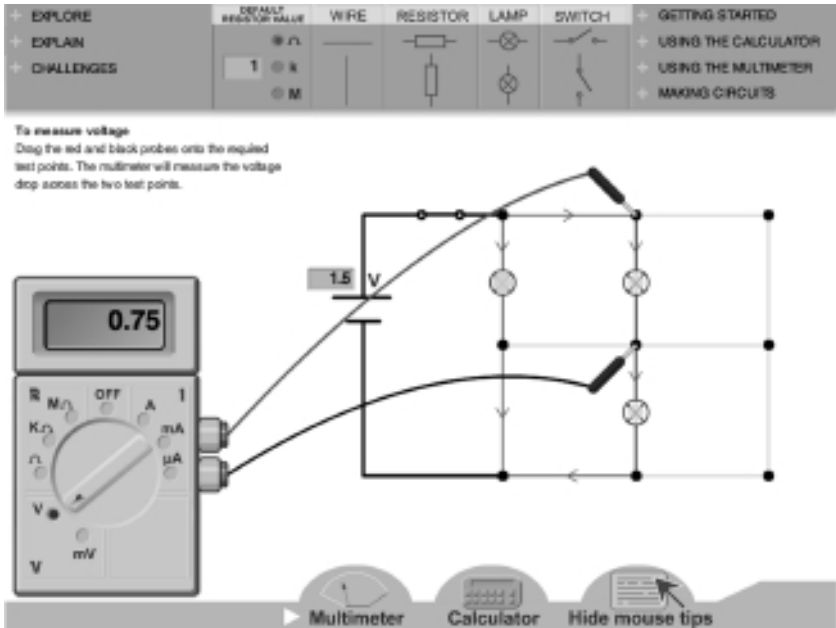 EXPLORE
EXPLAIN
CHALLENGES
DEFAULT
RESISTOR VALUE
Ω
1 k
M
WIRE
RESISTOR
LAMP
SWITCH
GETTING STARTED
USING THE CALCULATOR
USING THE MULTIMETER
MAKING CIRCUITS
To measure voltage
Drag the red and black probes onto the required
test points. The multimeter will measure the voltage
drop across the two test points.
1.5 V
0.75
R
MΩ
OFF
A
I
KΩ
mA
Ω
µA
V
mV
V
Multimeter
Calculator
Hide mouse tips